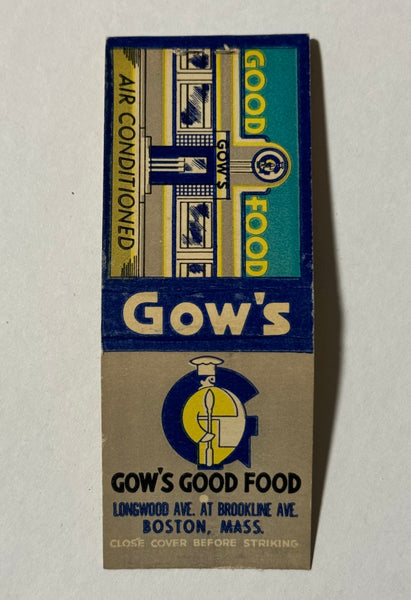 GOOD FOOD
GOW'S
AIR CONDITIONED
GOW'S
G
GOW'S GOOD FOOD
LONGWOOD AVE. AT BROOKLINE AVE.
BOSTON, MASS.
CLOSE COVER BEFORE STRIKING